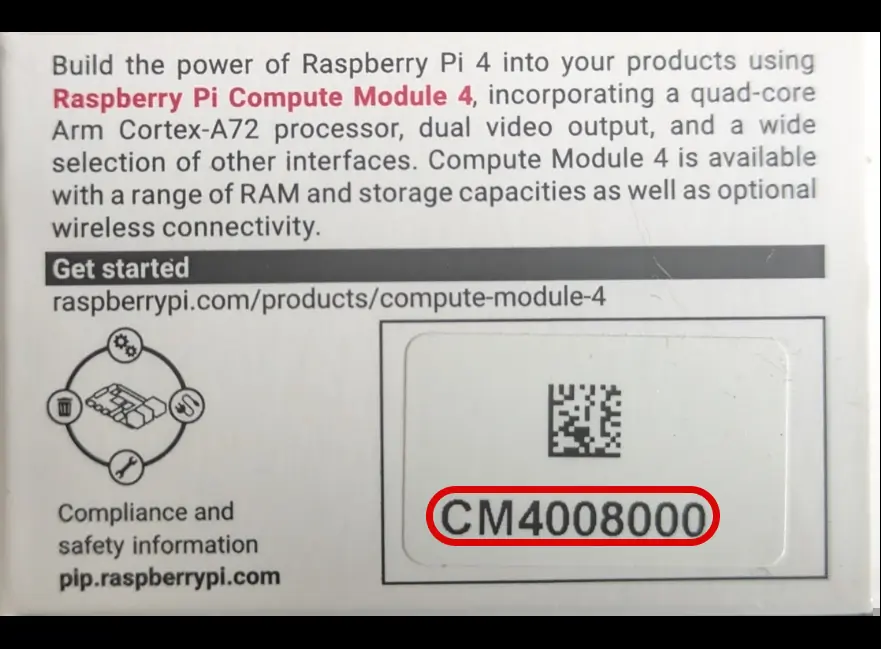 Build the power of Raspberry Pi 4 into your products using
Raspberry Pi Compute Module 4, incorporating a quad-core
Arm Cortex-A72 processor, dual video output, and a wide
selection of other interfaces. Compute Module 4 is available
with a range of RAM and storage capacities as well as optional
wireless connectivity.
Get started
raspberrypi.com/products/compute-module-4
CM4008000
Compliance and
safety information
pip.raspberrypi.com